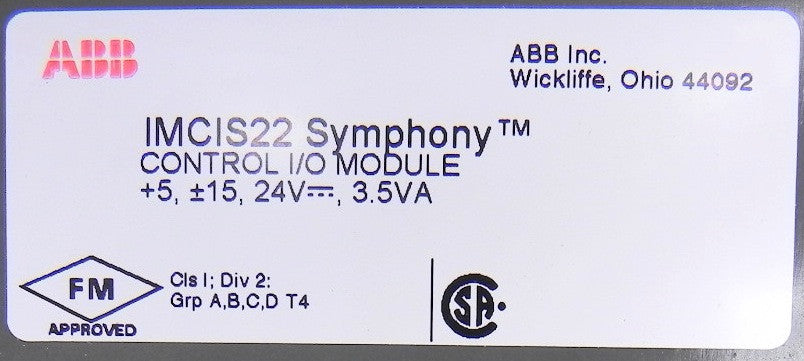 ABB
ABB Inc.
Wickliffe, Ohio 44092
IMCIS22 Symphony™
CONTROL I/O MODULE
+5, ±15, 24V⎓, 3.5VA
FM
APPROVED
Cls I; Div 2:
Grp A,B,C,D T4
CSA